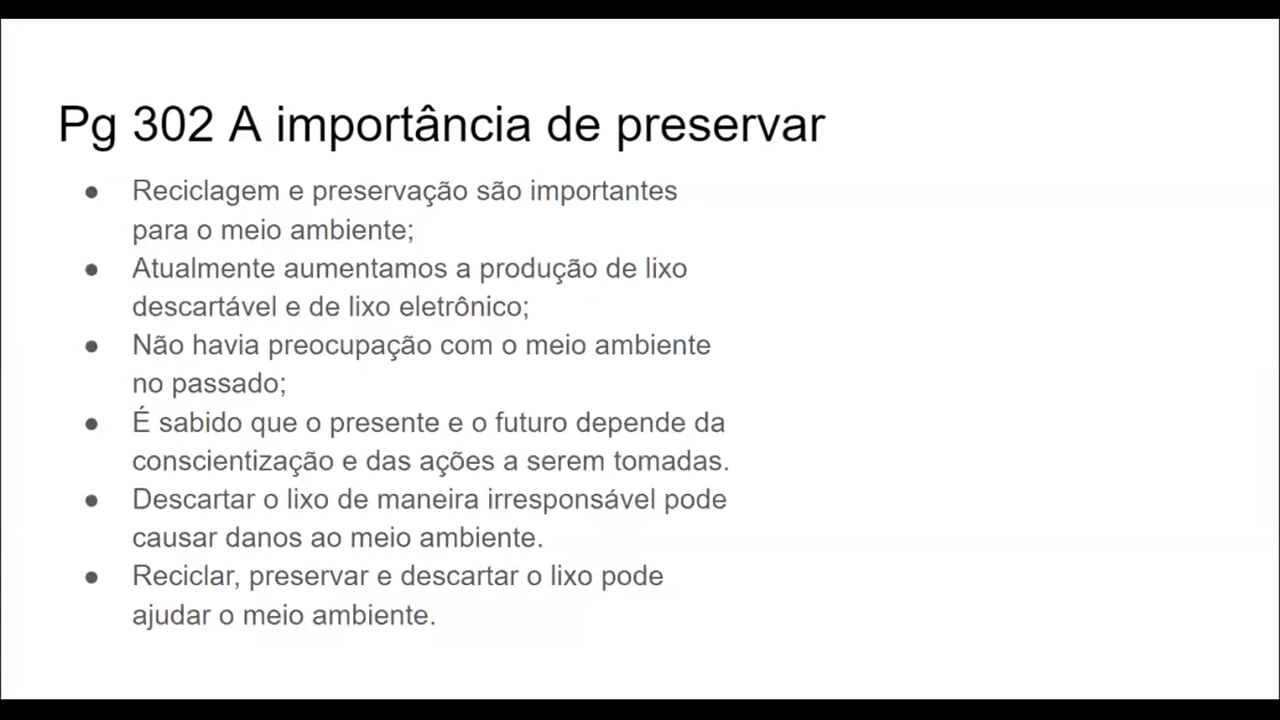 Pg 302 A importância de preservar
● Reciclagem e preservação são importantes
para o meio ambiente;
● Atualmente aumentamos a produção de lixo
descartável e de lixo eletrônico;
● Não havia preocupação com o meio ambiente
no passado;
● É sabido que o presente e o futuro depende da
conscientização e das ações a serem tomadas.
● Descartar o lixo de maneira irresponsável pode
causar danos ao meio ambiente.
● Reciclar, preservar e descartar o lixo pode
ajudar o meio ambiente.